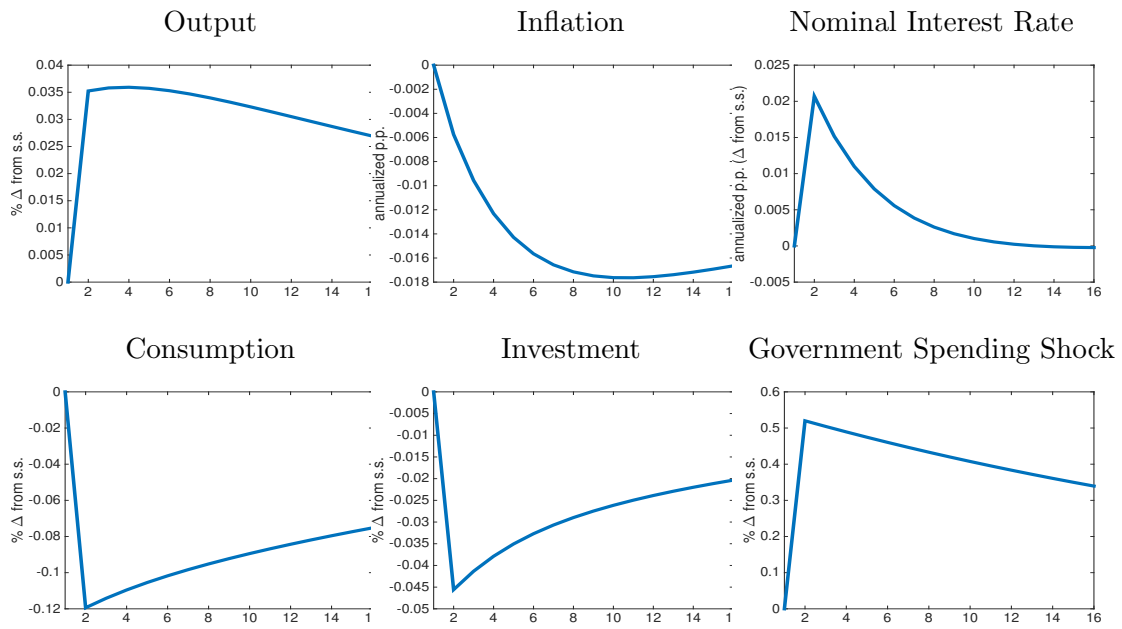 Output
0.04
0.035
0.03
0.025
0.02
0.015
0.01
0.005
0
% Δ from s.s.
2 4 6 8 10 12 14 1
Inflation
0
-0.002
-0.004
-0.006
-0.008
-0.01
-0.012
-0.014
-0.016
-0.018
annualized p.p.
2 4 6 8 10 12 14 1
Nominal Interest Rate
0.025
0.02
0.015
0.01
0.005
0
-0.005
annualized p.p. (Δ from s.s.)
2 4 6 8 10 12 14 16
Consumption
0
-0.02
-0.04
-0.06
-0.08
-0.1
-0.12
% Δ from s.s.
2 4 6 8 10 12 14 1
Investment
0
-0.005
-0.01
-0.015
-0.02
-0.025
-0.03
-0.035
-0.04
-0.045
-0.05
% Δ from s.s.
2 4 6 8 10 12 14 1
Government Spending Shock
0.6
0.5
0.4
0.3
0.2
0.1
0
% Δ from s.s.
2 4 6 8 10 12 14 16